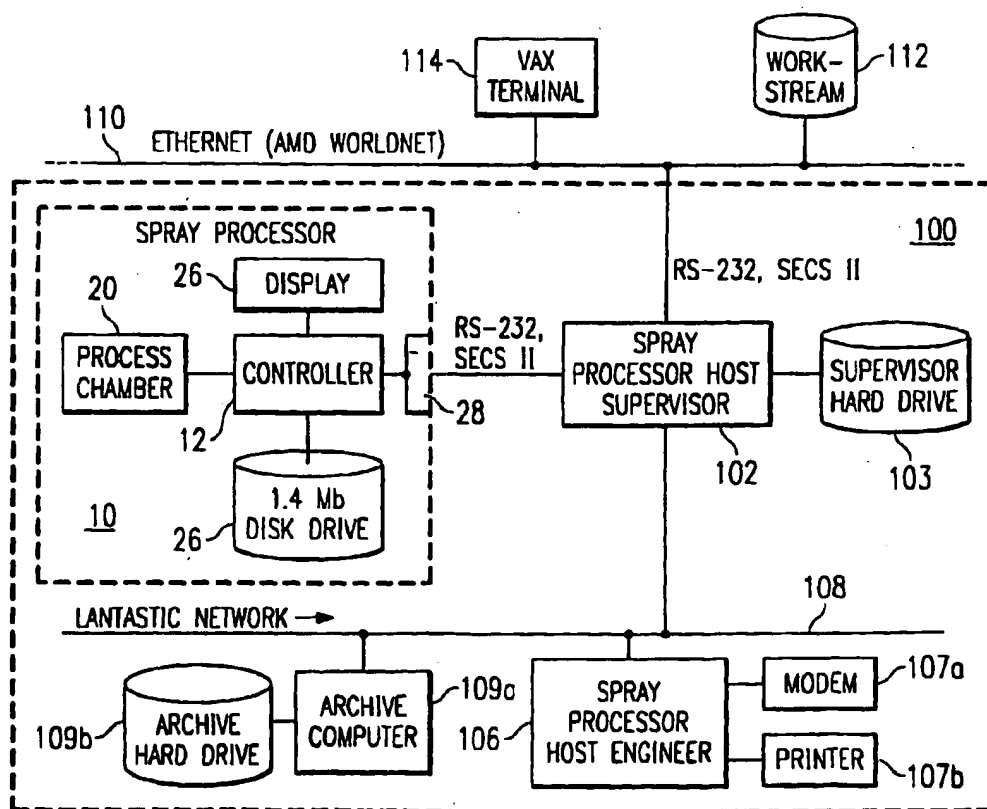 114
VAX
TERMINAL
WORK-
STREAM
112
110
ETHERNET (AMD WORLDNET)
100
SPRAY PROCESSOR
26
DISPLAY
RS-232, SECS II
20
PROCESS
CHAMBER
CONTROLLER
RS-232,
SECS II
SPRAY
PROCESSOR HOST
SUPERVISOR
SUPERVISOR
HARD DRIVE
12
28
102
103
10
1.4 Mb
DISK DRIVE
26
LANTASTIC NETWORK
108
109b
ARCHIVE
HARD DRIVE
ARCHIVE
COMPUTER
109a
106
SPRAY
PROCESSOR
HOST ENGINEER
MODEM
107a
PRINTER
107b